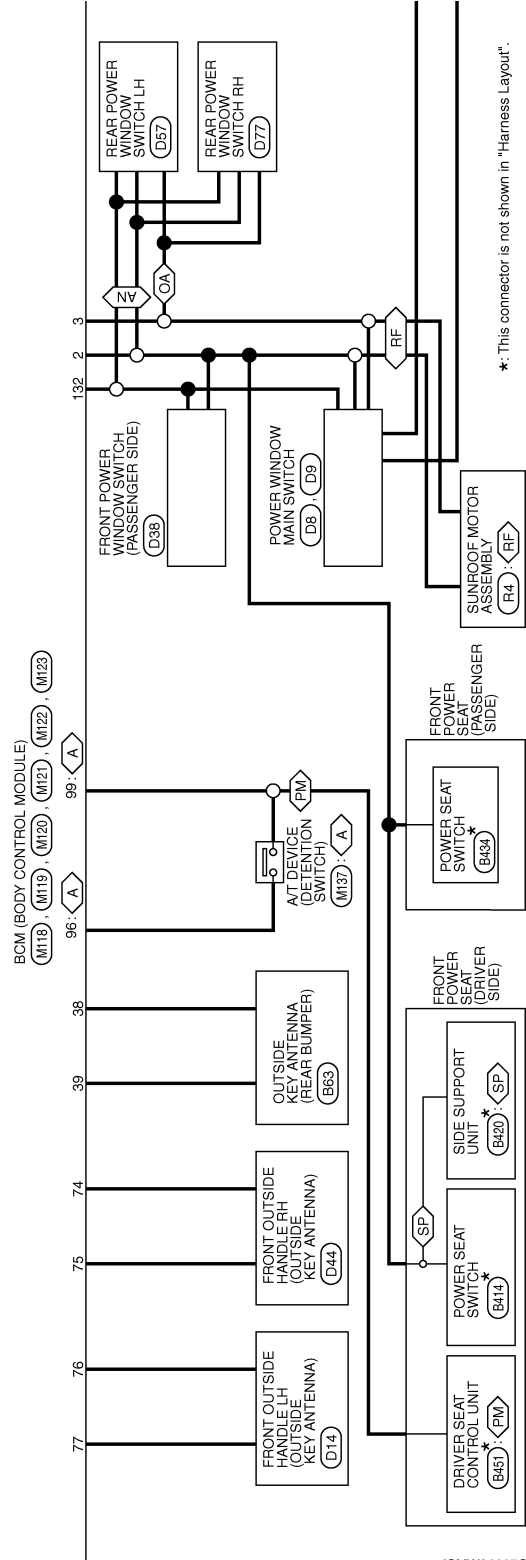 BCM (BODY CONTROL MODULE)
M118 , M119 , M120 , M121 , M122 , M123
77
76
75
74
39
38
96 : A
99 : A
132
2
3
FRONT OUTSIDE
HANDLE LH
(OUTSIDE
KEY ANTENNA)
D14
FRONT OUTSIDE
HANDLE RH
(OUTSIDE
KEY ANTENNA)
D44
OUTSIDE
KEY ANTENNA
(REAR BUMPER)
B63
A/T DEVICE
(DETENTION
SWITCH)
M137 : A
PM
FRONT POWER
WINDOW SWITCH
(PASSENGER SIDE)
D38
POWER WINDOW
MAIN SWITCH
D8 , D9
AN
OA
RF
REAR POWER
WINDOW
SWITCH LH
D57
REAR POWER
WINDOW
SWITCH RH
D77
FRONT
POWER
SEAT
(DRIVER
SIDE)
DRIVER SEAT
CONTROL UNIT
*
B451 : PM
POWER SEAT
SWITCH
*
B414
SP
SIDE SUPPORT
UNIT
*
B420 : SP
FRONT
POWER
SEAT
(PASSENGER
SIDE)
POWER SEAT
SWITCH
*
B434
SUNROOF MOTOR
ASSEMBLY
R4 : RF
*: This connector is not shown in "Harness Layout".